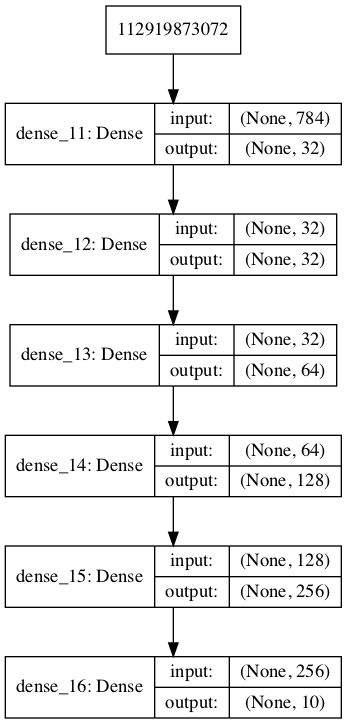 112919873072
dense_11: Dense
input: (None, 784)
output: (None, 32)
dense_12: Dense
input: (None, 32)
output: (None, 32)
dense_13: Dense
input: (None, 32)
output: (None, 64)
dense_14: Dense
input: (None, 64)
output: (None, 128)
dense_15: Dense
input: (None, 128)
output: (None, 256)
dense_16: Dense
input: (None, 256)
output: (None, 10)